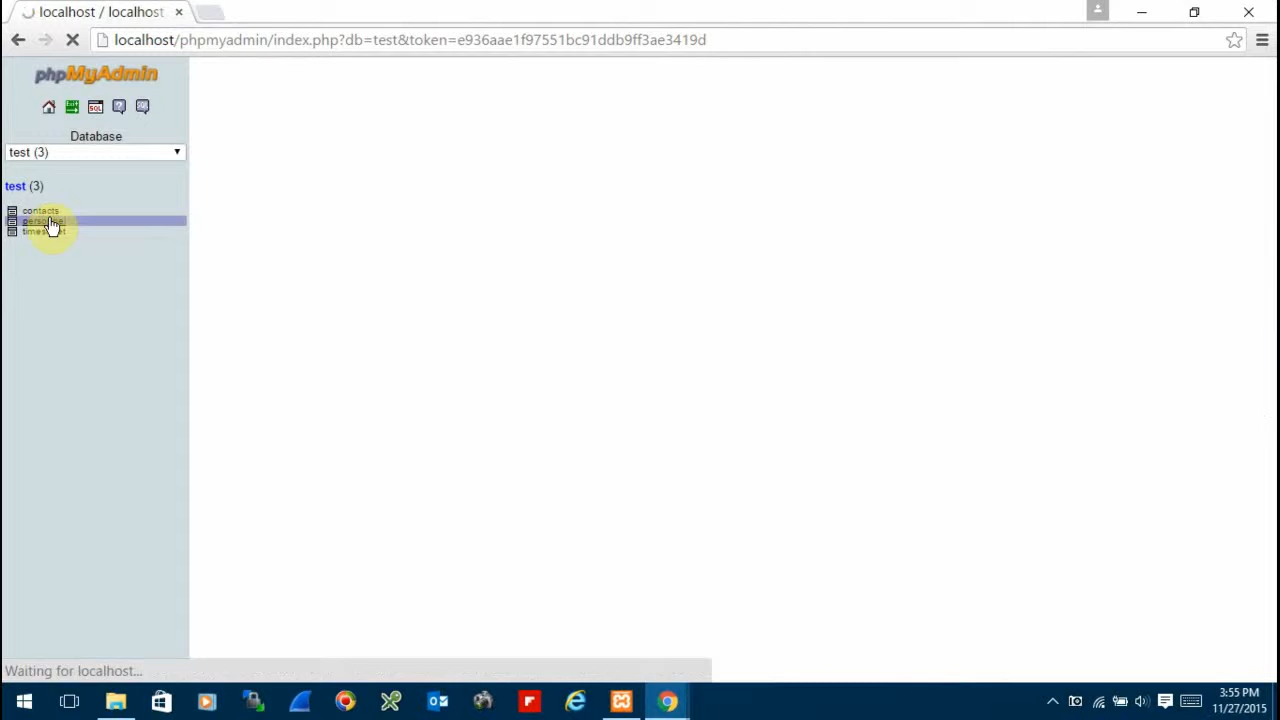 localhost / localhost
localhost/phpmyadmin/index.php?db=test&token=e936aae1f97551bc91ddb9ff3ae3419d
phpMyAdmin
SQL
Database
test (3)
test (3)
contacts
Waiting for localhost...
3:55 PM
11/27/2015